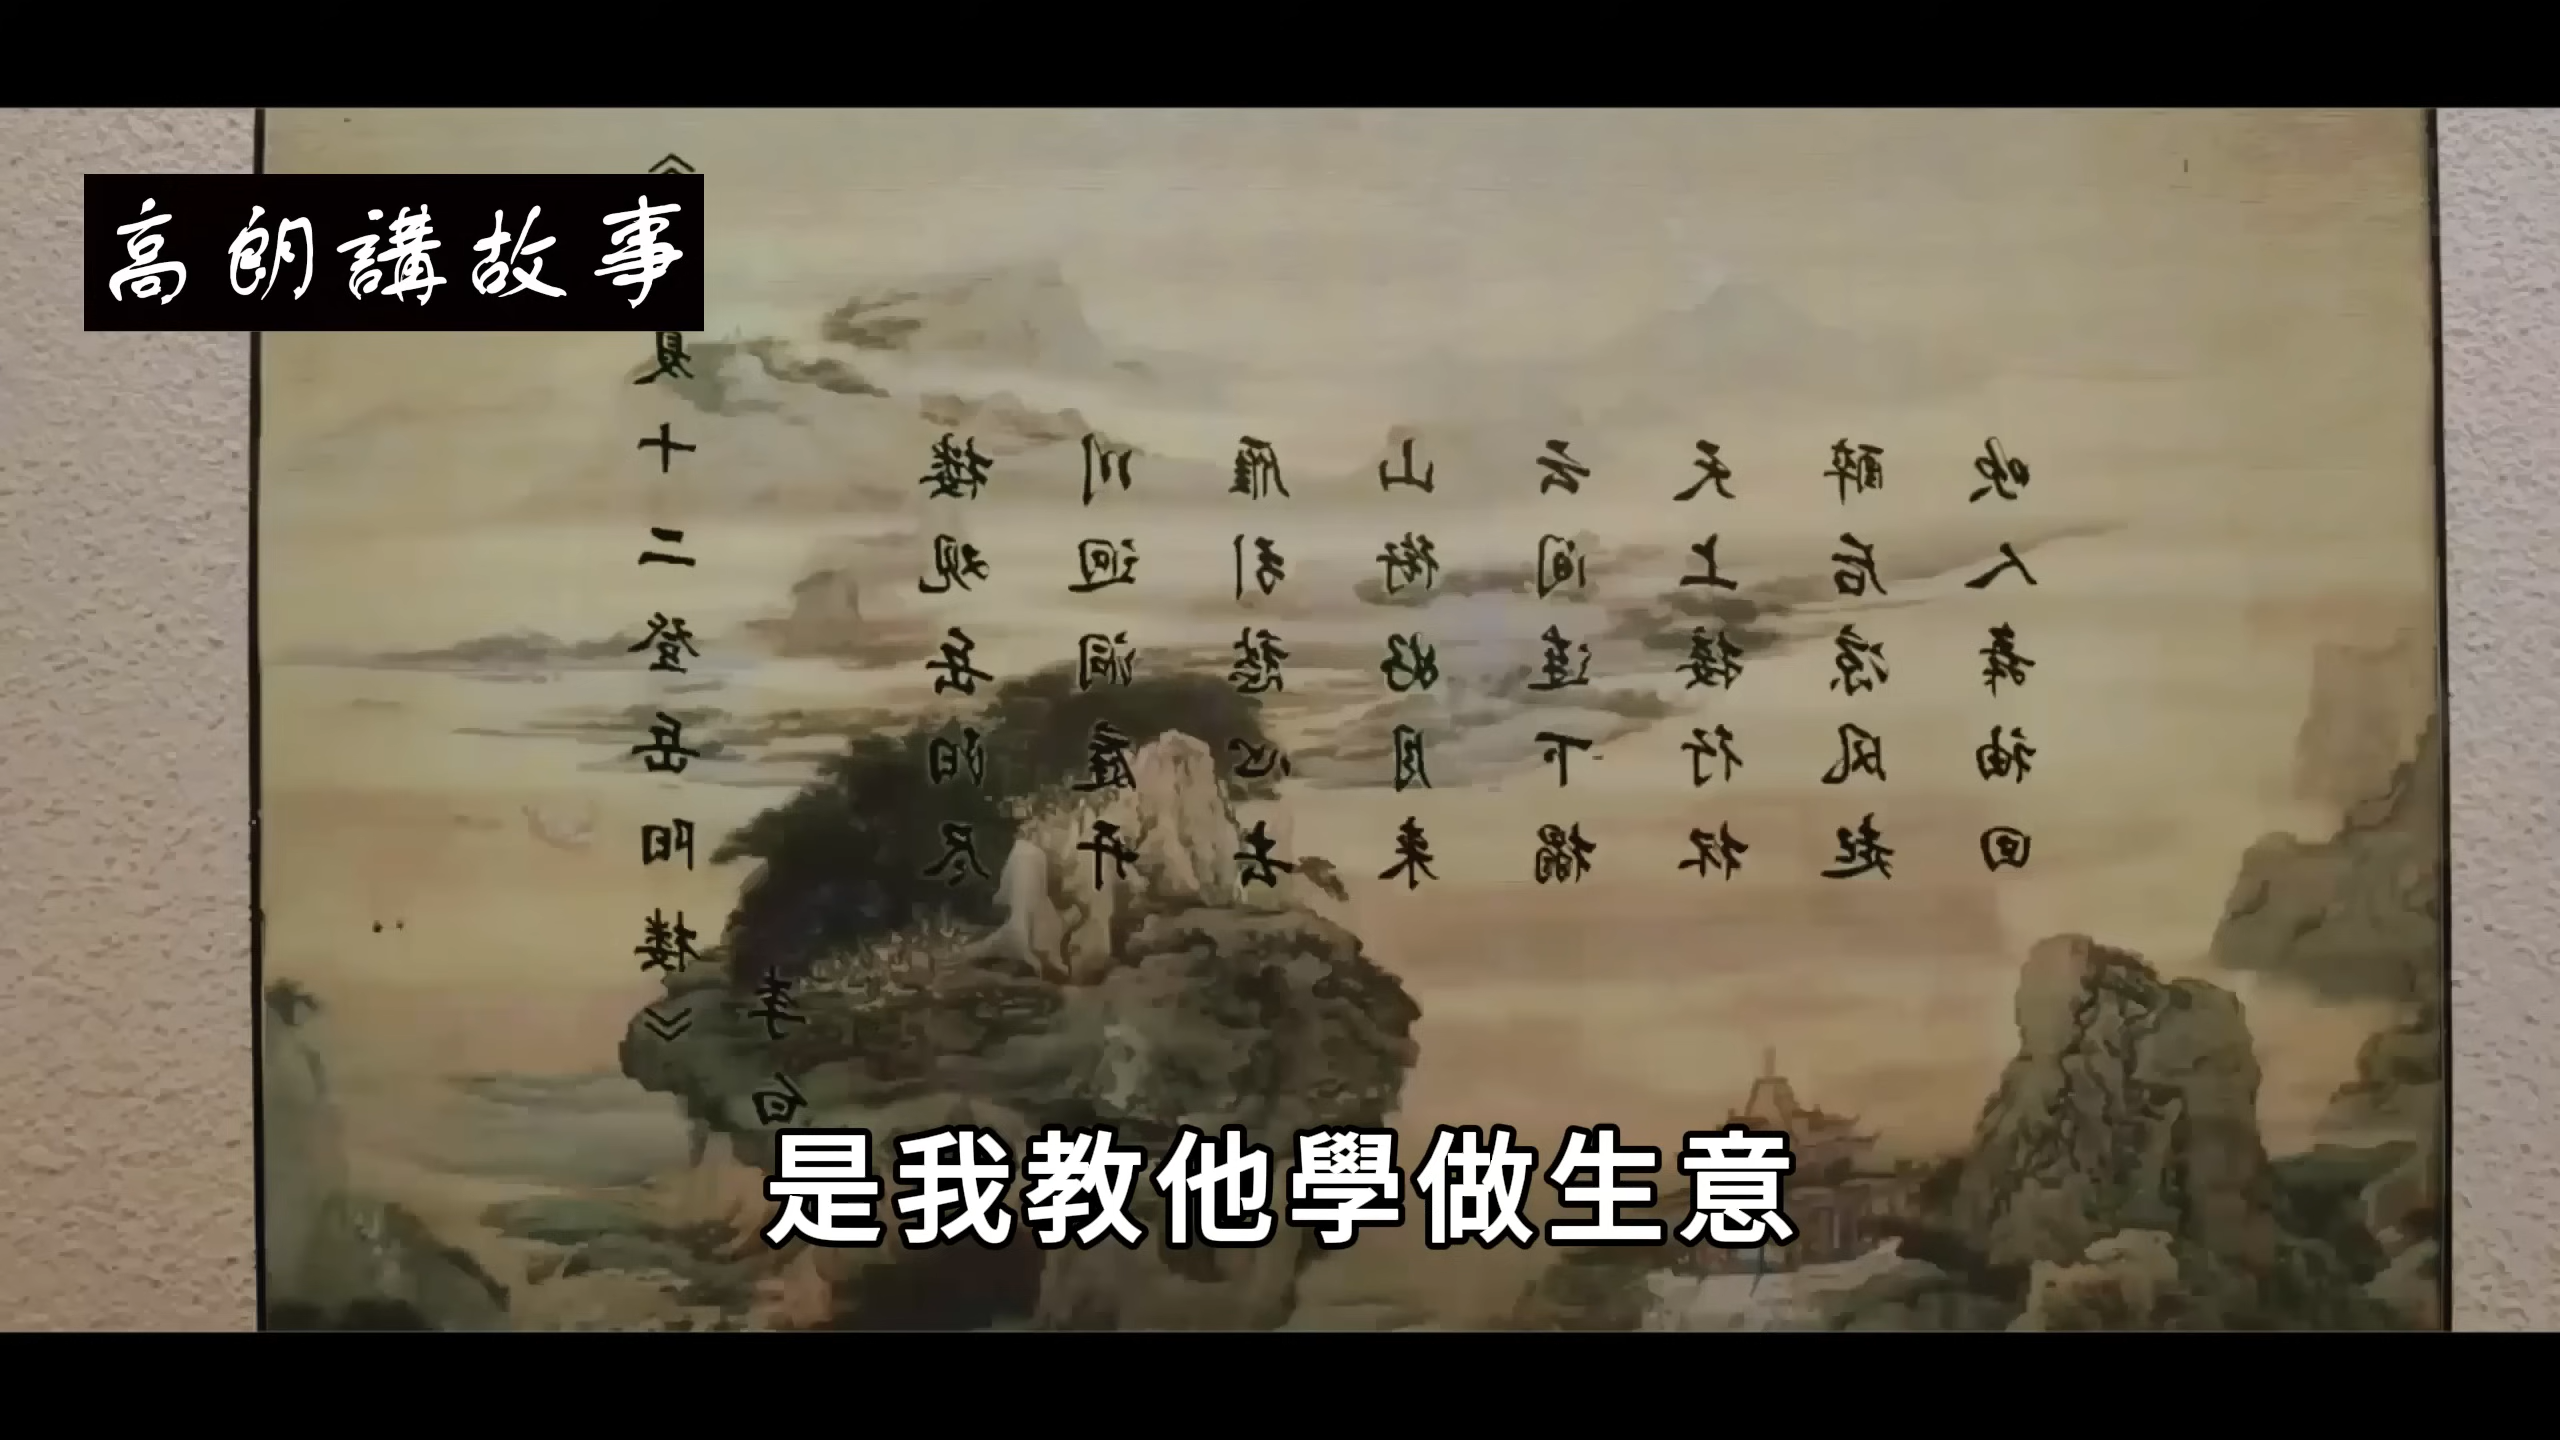 高朗講故事
夏十二登岳阳楼》
李白
楼观岳阳尽
川迥洞庭开
雁引愁心去
山衔好月来
云间连下榻
天上接行杯
醉后凉风起
吹人舞袖回
是我教他學做生意